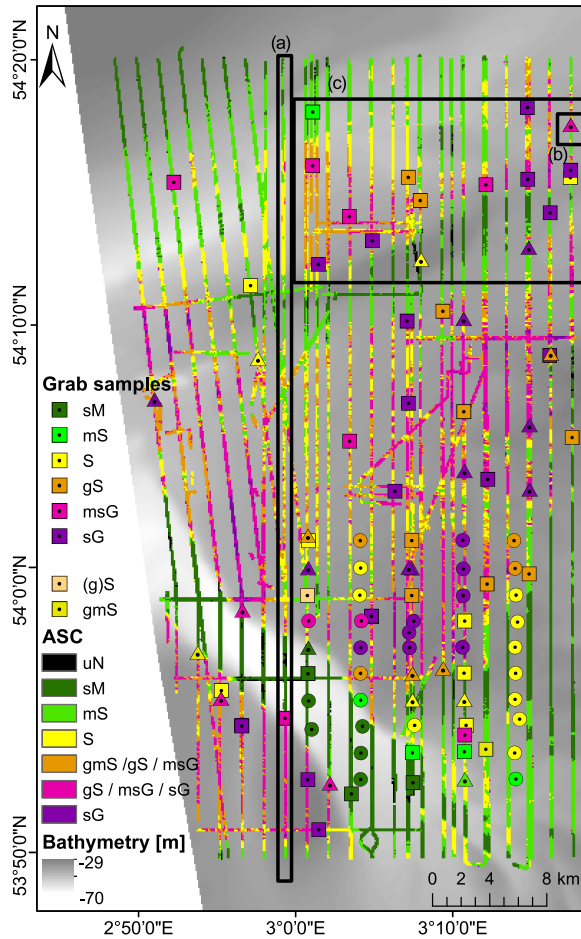 54°20'0"N
N
(a)
(c)
(b)
54°10'0"N
Grab samples
sM
mS
S
gS
msG
sG
(g)S
gmS
54°0'0"N
ASC
uN
sM
mS
S
gmS /gS / msG
gS / msG / sG
sG
Bathymetry [m]
-29
-70
53°50'0"N
0 2 4 8 km
2°50'0"E 3°0'0"E 3°10'0"E